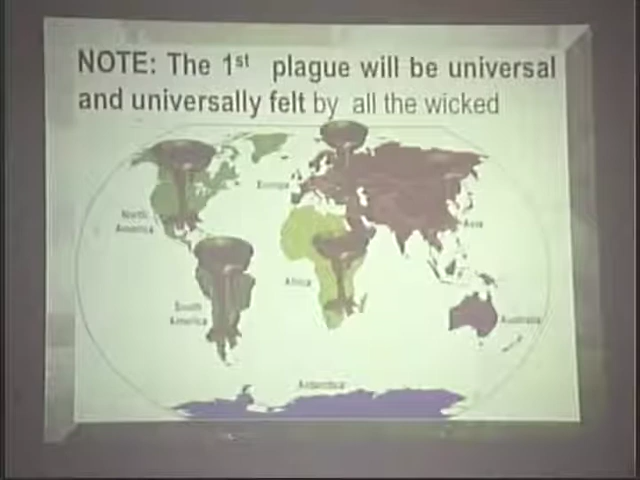 NOTE: The 1st plague will be universal
and universally felt by all the wicked
Europe
North
America
Asia
Africa
South
America
Australia
Antarctica